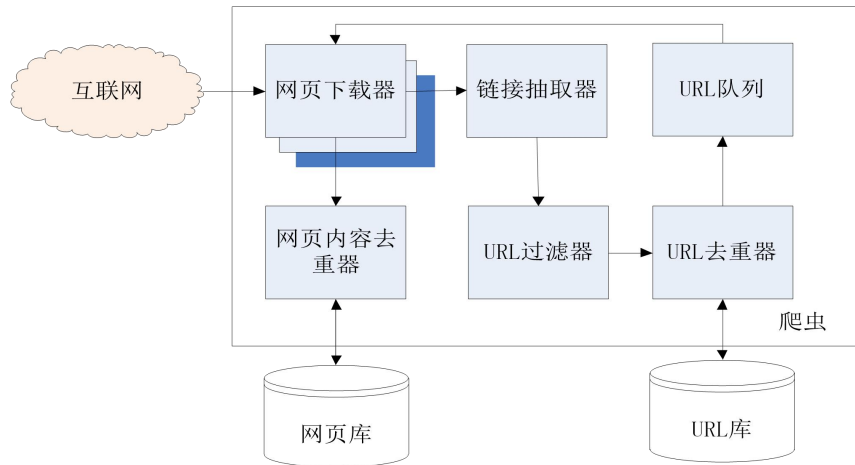 互联网
网页下载器
链接抽取器
URL队列
网页内容去
重器
URL过滤器
URL去重器
爬虫
网页库
URL库